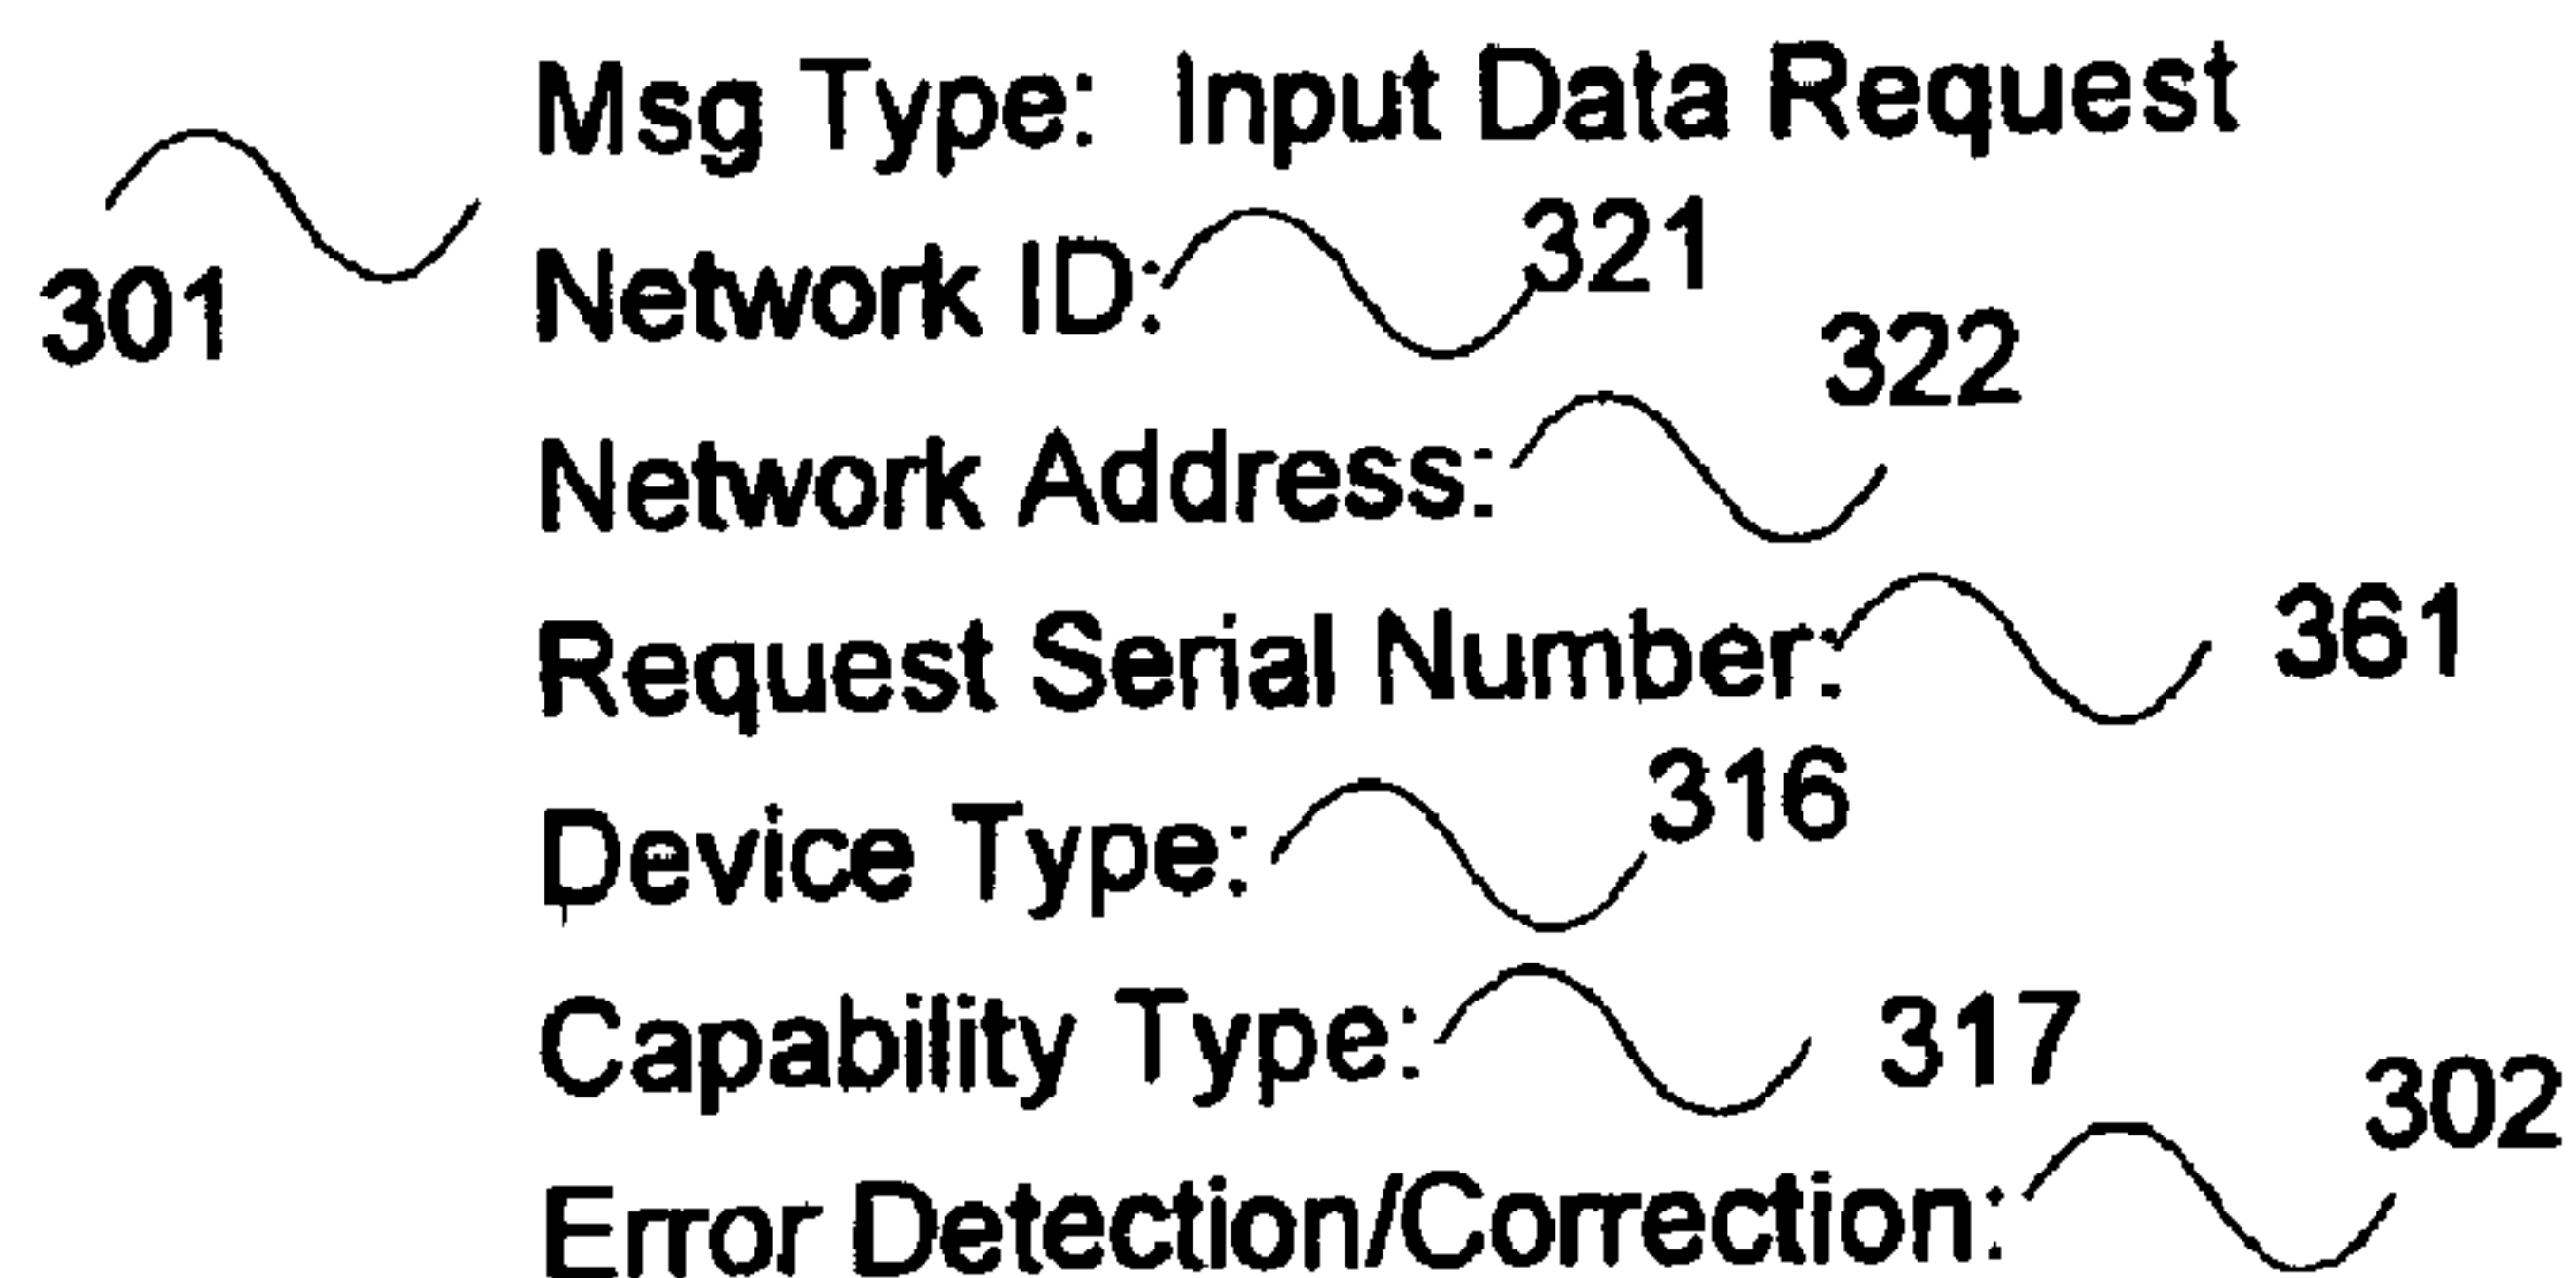 Msg Type: Input Data Request
301
Network ID: 321
Network Address: 322
Request Serial Number: 361
Device Type: 316
Capability Type: 317
Error Detection/Correction: 302